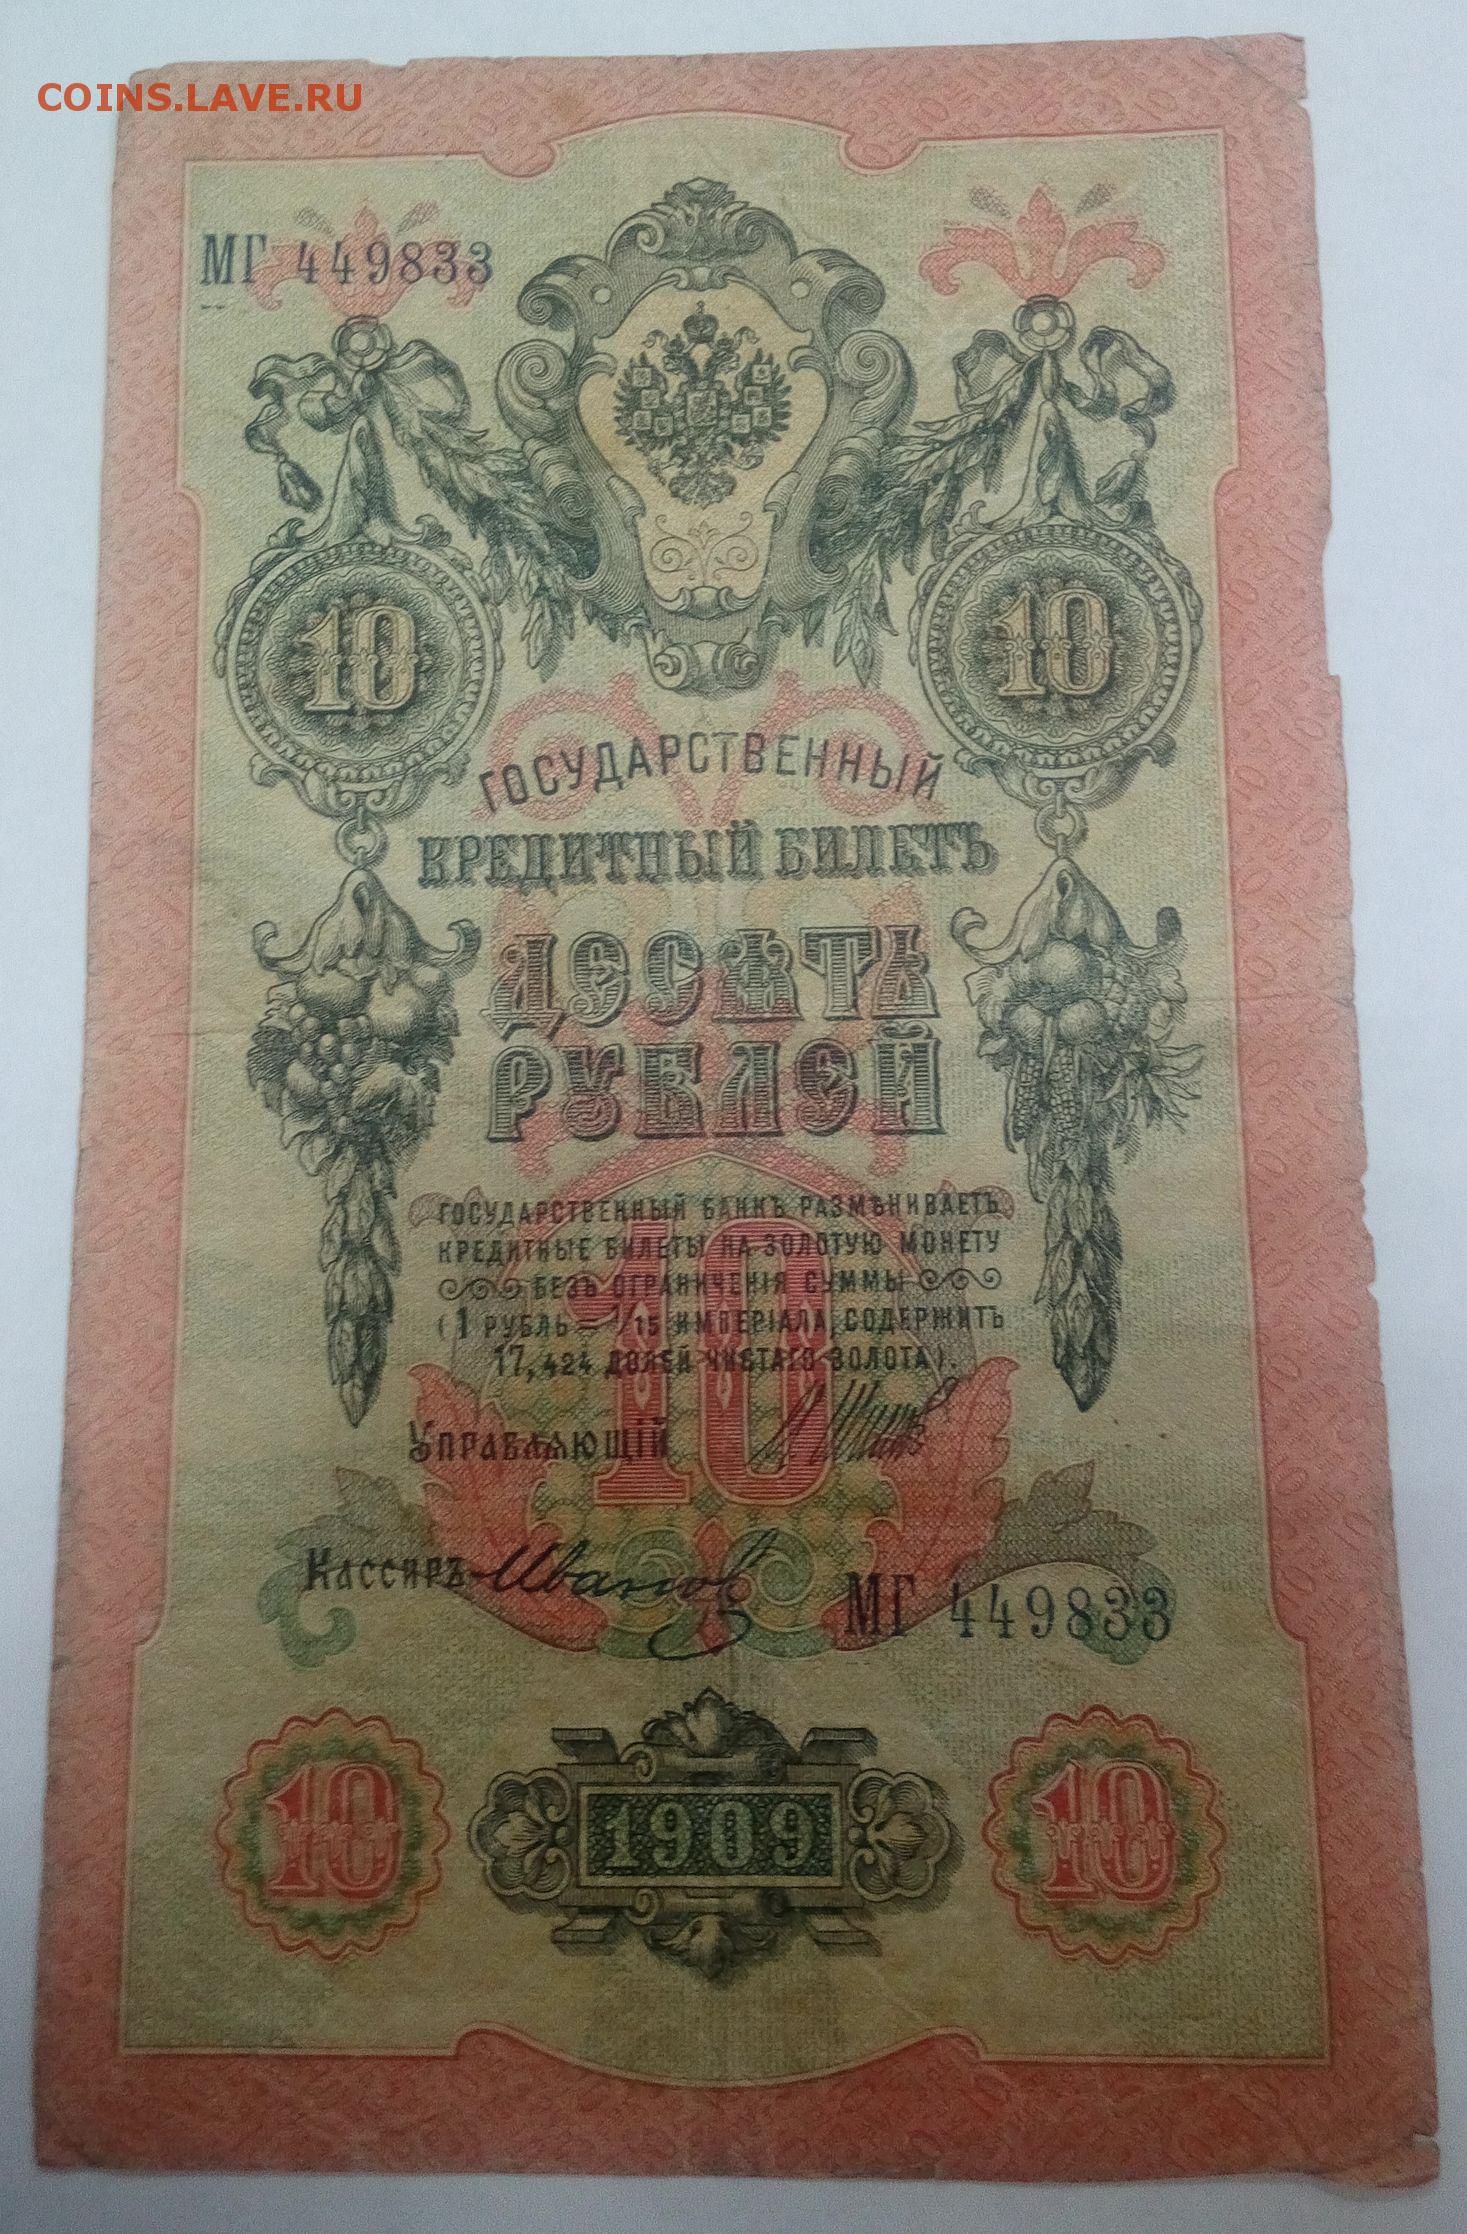 COINS.LAVE.RU
МГ 449833
10 10
ГОСУДАРСТВЕННЫЙ
КРЕДИТНЫЙ БИЛЕТЪ
ДЕСѦТЬ
РУБЛЕЙ
ГОСУДАРСТВЕННЫЙ БАНКЪ РАЗМѢНИВАЕТЪ
КРЕДИТНЫЕ БИЛЕТЫ НА ЗОЛОТУЮ МОНЕТУ
БЕЗЪ ОГРАНИЧЕНІЯ СУММЫ
(1 РУБЛЬ = 1/15 ИМПЕРІАЛА, СОДЕРЖИТЪ
17,424 ДОЛЕЙ ЧИСТАГО ЗОЛОТА).
10
УПРАВЛѦЮЩІЙ
КАССИРЪ Иванов
МГ 449833
10 1909 10